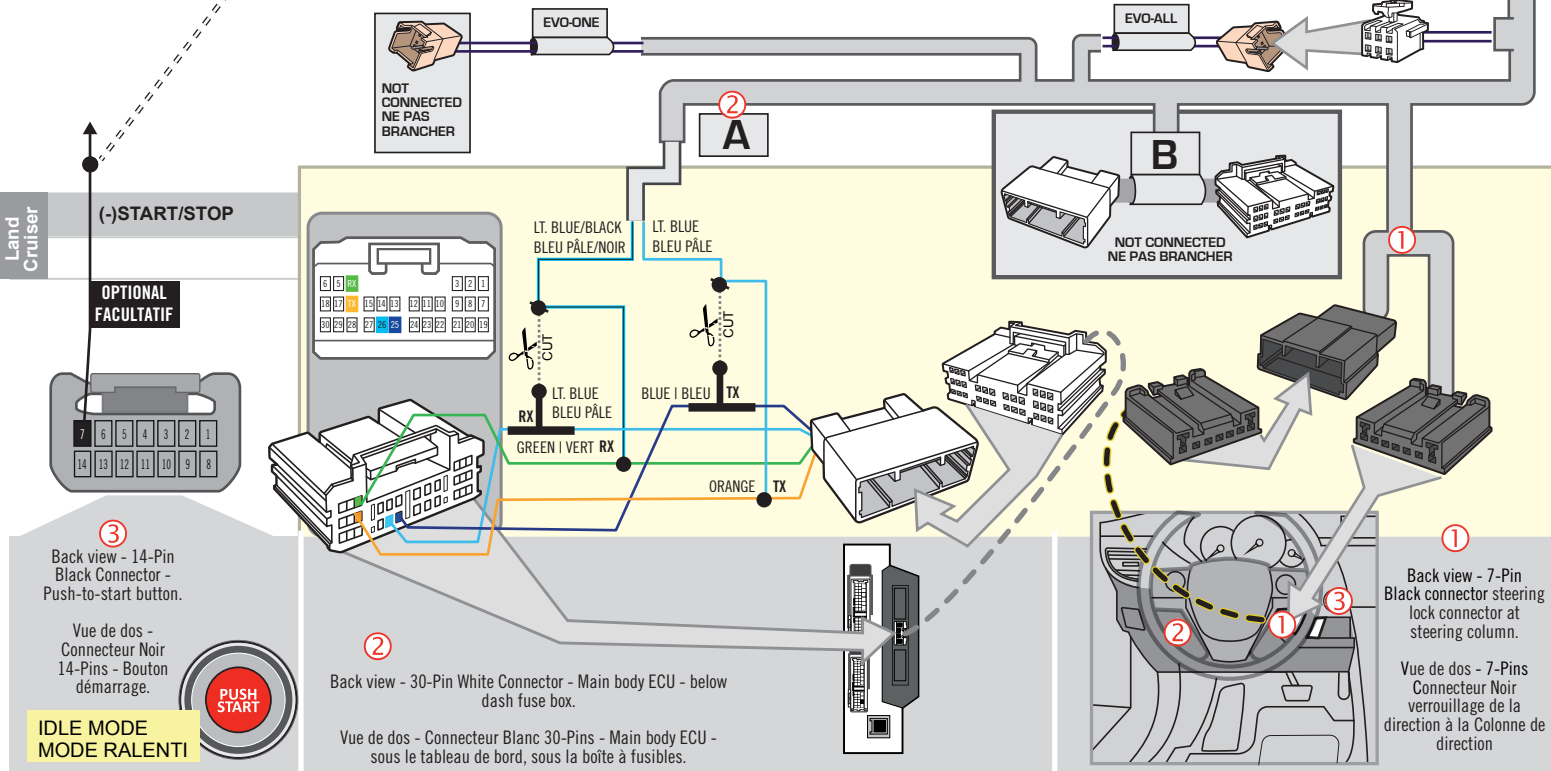 EVO-ONE
EVO-ALL
NOT
CONNECTED
NE PAS
BRANCHER
2
A
B
NOT CONNECTED
NE PAS BRANCHER
1
Land
Cruiser
(-)START/STOP
OPTIONAL
FACULTATIF
7 6 5 4 3 2 1
14 13 12 11 10 9 8
6 5 RX 3 2 1
18 17 TX 15 14 13 12 11 10 9 8 7
30 29 28 27 26 25 24 23 22 21 20 19
LT. BLUE/BLACK
BLEU PÂLE/NOIR
LT. BLUE
BLEU PÂLE
CUT
CUT
LT. BLUE
BLEU PÂLE
RX
BLUE | BLEU
TX
GREEN | VERT RX
ORANGE TX
3
Back view - 14-Pin
Black Connector -
Push-to-start button.
Vue de dos -
Connecteur Noir
14-Pins - Bouton
démarrage.
PUSH
START
IDLE MODE
MODE RALENTI
2
Back view - 30-Pin White Connector - Main body ECU - below
dash fuse box.
Vue de dos - Connecteur Blanc 30-Pins - Main body ECU -
sous le tableau de bord, sous la boîte à fusibles.
2
1
3
1
Back view - 7-Pin
Black connector steering
lock connector at
steering column.
Vue de dos - 7-Pins
Connecteur Noir
verrouillage de la
direction à la Colonne de
direction